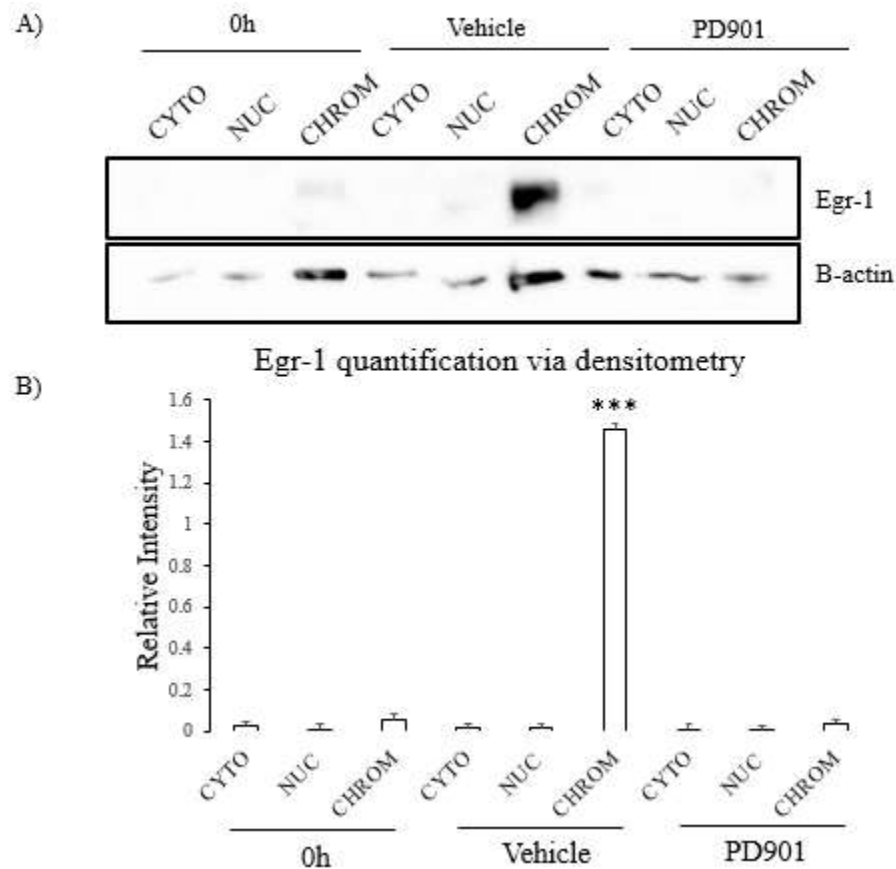 A)
0h Vehicle PD901
CYTO NUC CHROM CYTO NUC CHROM CYTO NUC CHROM
Egr-1
B-actin
Egr-1 quantification via densitometry
B)
1.6
***
1.4
1.2
1
0.8
0.6
0.4
0.2
0
Relative Intensity
CYTO NUC CHROM CYTO NUC CHROM CYTO NUC CHROM
0h Vehicle PD901